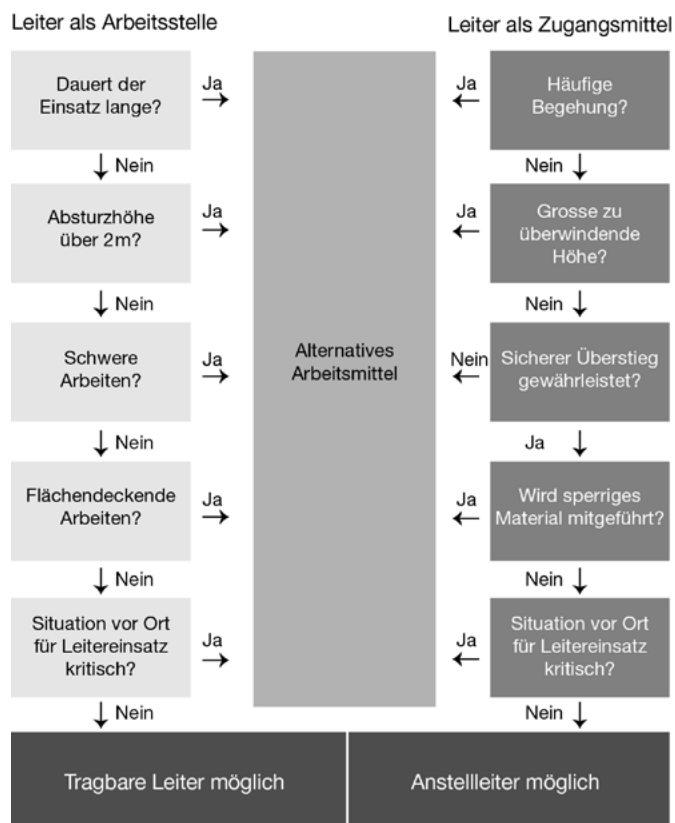 Leiter als Arbeitsstelle
Leiter als Zugangsmittel
Dauert der
Einsatz lange?
Ja
Ja
Häufige
Begehung?
Nein
Nein
Absturzhöhe
über 2m?
Ja
Ja
Grosse zu
überwindende
Höhe?
Nein
Nein
Schwere
Arbeiten?
Ja
Alternatives
Arbeitsmittel
Nein
Sicherer Überstieg
gewährleistet?
Nein
Ja
Flächendeckende
Arbeiten?
Ja
Ja
Wird sperriges
Material mitgeführt?
Nein
Nein
Situation vor Ort
für Leitereinsatz
kritisch?
Ja
Ja
Situation vor Ort
für Leitereinsatz
kritisch?
Nein
Nein
Tragbare Leiter möglich
Anstellleiter möglich